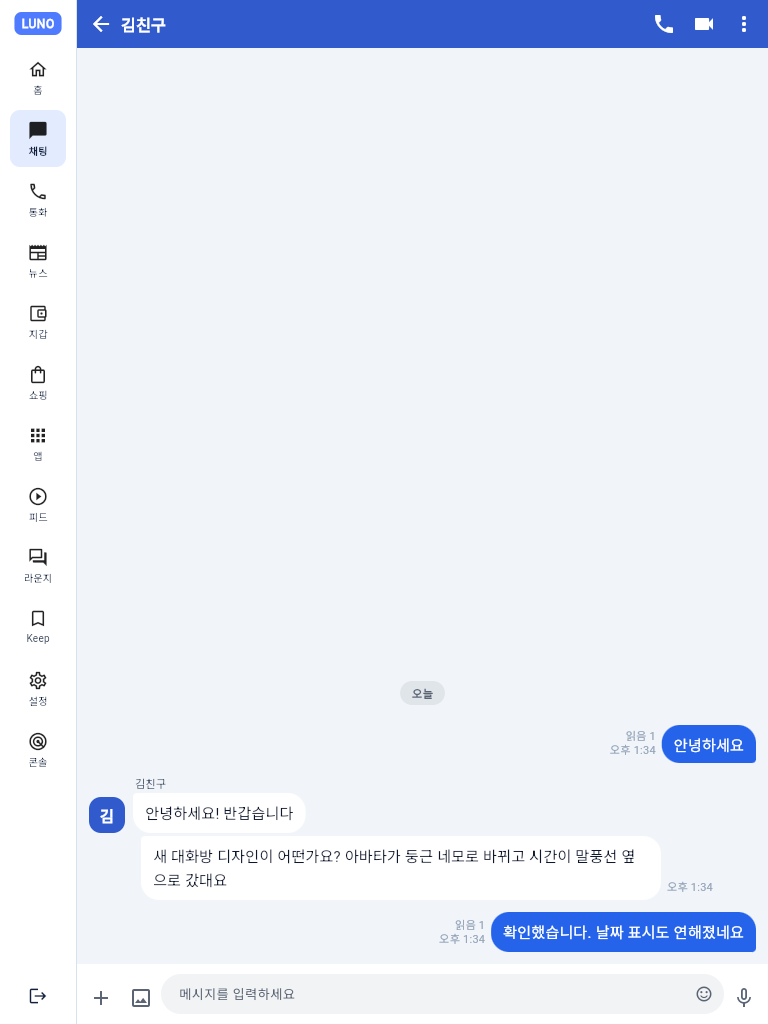 LUNO
홈
채팅
통화
뉴스
지갑
쇼핑
앱
피드
라운지
Keep
설정
콘솔
김친구
오늘
읽음 1
오후 1:34
안녕하세요
김친구
김
안녕하세요! 반갑습니다
새 대화방 디자인이 어떤가요? 아바타가 둥근 네모로 바뀌고 시간이 말풍선 옆
으로 갔대요
오후 1:34
읽음 1
오후 1:34
확인했습니다. 날짜 표시도 연해졌네요
메시지를 입력하세요